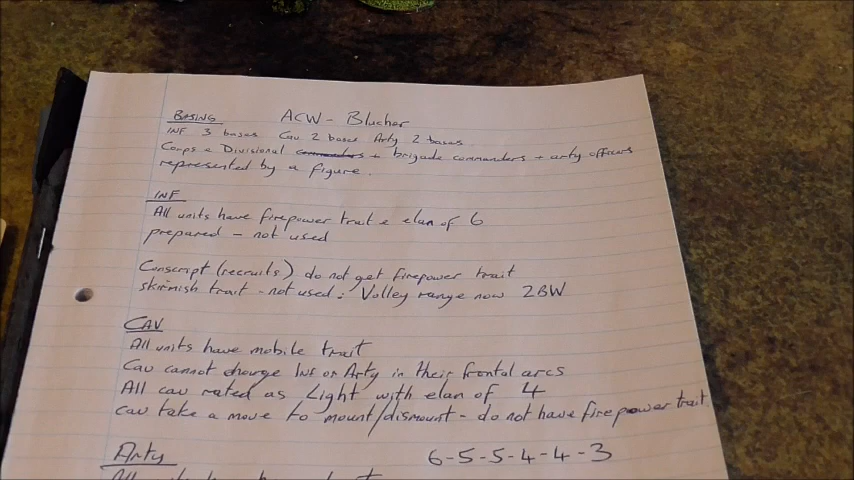 BASING ACW - Blucher
INF 3 bases Cav 2 bases Arty 2 bases
Corps & Divisional commanders + brigade commanders + arty officers
represented by a figure.
INF
All units have firepower trait & elan of 6
prepared - not used
Conscript (recruits) do not get firepower trait
skirmish trait - not used: Volley range now 2BW
CAV
All units have mobile trait
Cav cannot charge Inf or Arty in their frontal arcs
All cav rated as Light with elan of 4
Cav take a move to mount/dismount - do not have firepower trait.
Arty 6-5-5-4-4-3
All